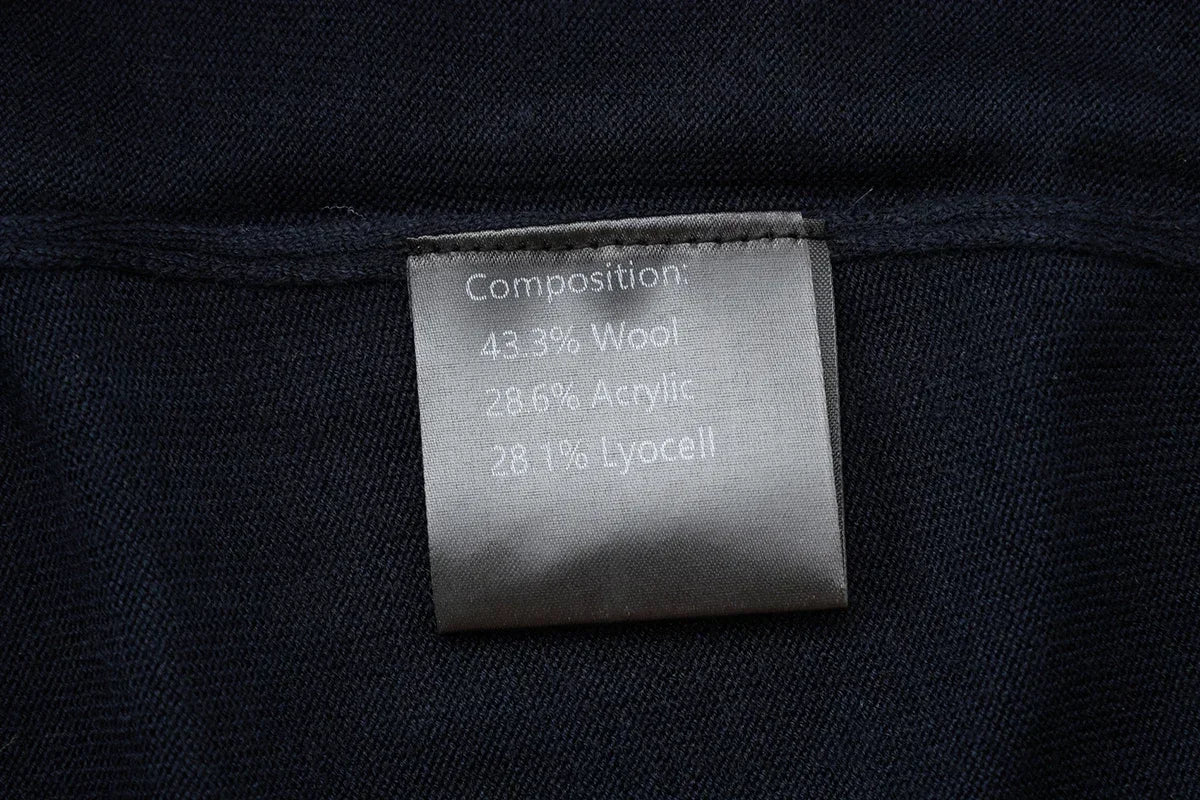 Composition:
43.3% Wool
28.6% Acrylic
28.1% Lyocell